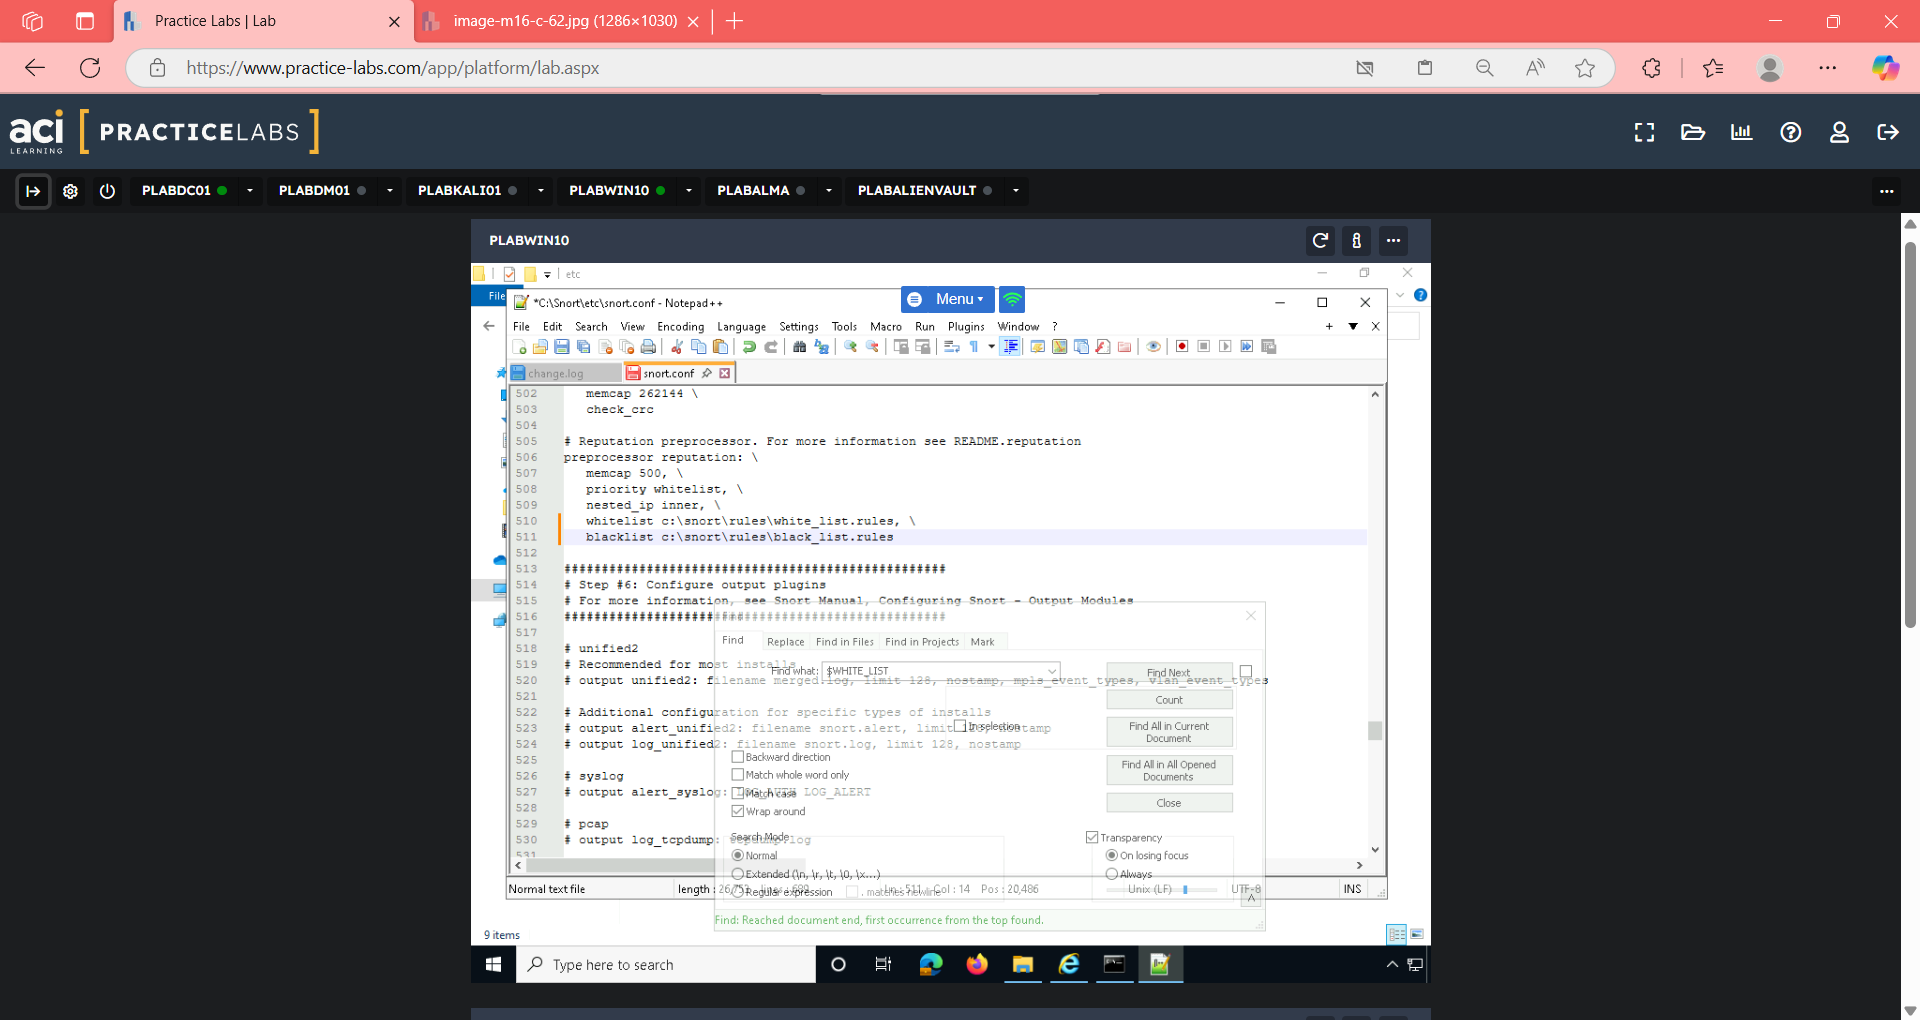 Practice Labs | Lab
image-m16-c-62.jpg (1286×1030)
https://www.practice-labs.com/app/platform/lab.aspx
aci LEARNING [ PRACTICELABS ]
PLABDC01 PLABDM01 PLABKALI01 PLABWIN10 PLABALMA PLABALIENVAULT
PLABWIN10
etc
File
*C:\Snort\etc\snort.conf - Notepad++
Menu
File Edit Search View Encoding Language Settings Tools Macro Run Plugins Window ?
change.log snort.conf
502 memcap 262144 \
503 check_crc
504
505 # Reputation preprocessor. For more information see README.reputation
506 preprocessor reputation: \
507 memcap 500, \
508 priority whitelist, \
509 nested_ip inner, \
510 whitelist c:\snort\rules\white_list.rules, \
511 blacklist c:\snort\rules\black_list.rules
512
513 ###################################################
514 # Step #6: Configure output plugins
515 # For more information, see Snort Manual, Configuring Snort - Output Modules
516 ###################################################
517
518 # unified2
519 # Recommended for most installs
520 # output unified2: filename merged.log, limit 128, nostamp, mpls_event_types, vlan_event_types
521
522 # Additional configuration for specific types of installs
523 # output alert_unified2: filename snort.alert, limit 128, nostamp
524 # output log_unified2: filename snort.log, limit 128, nostamp
525
526 # syslog
527 # output alert_syslog: LOG_AUTH LOG_ALERT
528
529 # pcap
530 # output log_tcpdump: tcpdump.log
531
Find
Find Replace Find in Files Find in Projects Mark
Find what: $WHITE_LIST
Find Next
Count
In selection
Find All in Current Document
Backward direction
Find All in All Opened Documents
Match whole word only
Match case
Close
Wrap around
Search Mode
Transparency
Normal
On losing focus
Extended (\n, \r, \t, \0, \x...)
Always
Regular expression . matches newline
Normal text file length : 26,753 lines : 689 Ln : 511 Col : 14 Pos : 20,486 Unix (LF) UTF-8 INS
Find: Reached document end, first occurrence from the top found.
9 items
Type here to search